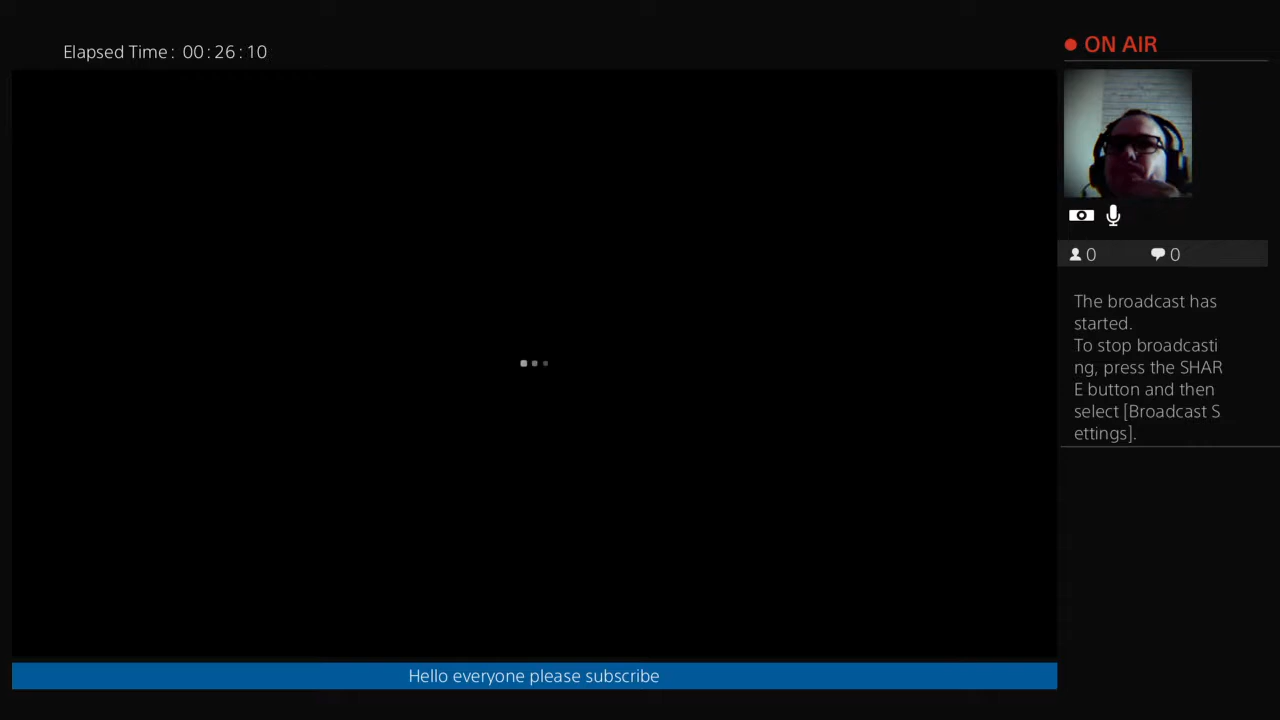 Elapsed Time: 00:26:10
ON AIR
0 0
The broadcast has
started.
To stop broadcasti
ng, press the SHAR
E button and then
select [Broadcast S
ettings].
Hello everyone please subscribe